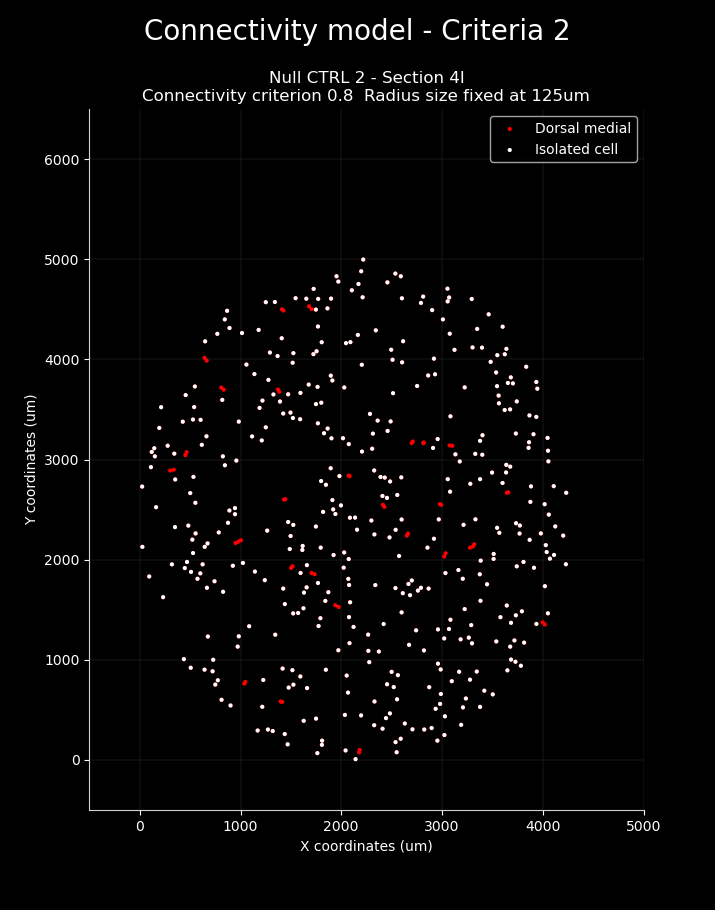 Connectivity model - Criteria 2
Null CTRL 2 - Section 4I
Connectivity criterion 0.8  Radius size fixed at 125um
Dorsal medial
Isolated cell
6000
5000
4000
3000
2000
1000
0
Y coordinates (um)
0
1000
2000
3000
4000
5000
X coordinates (um)